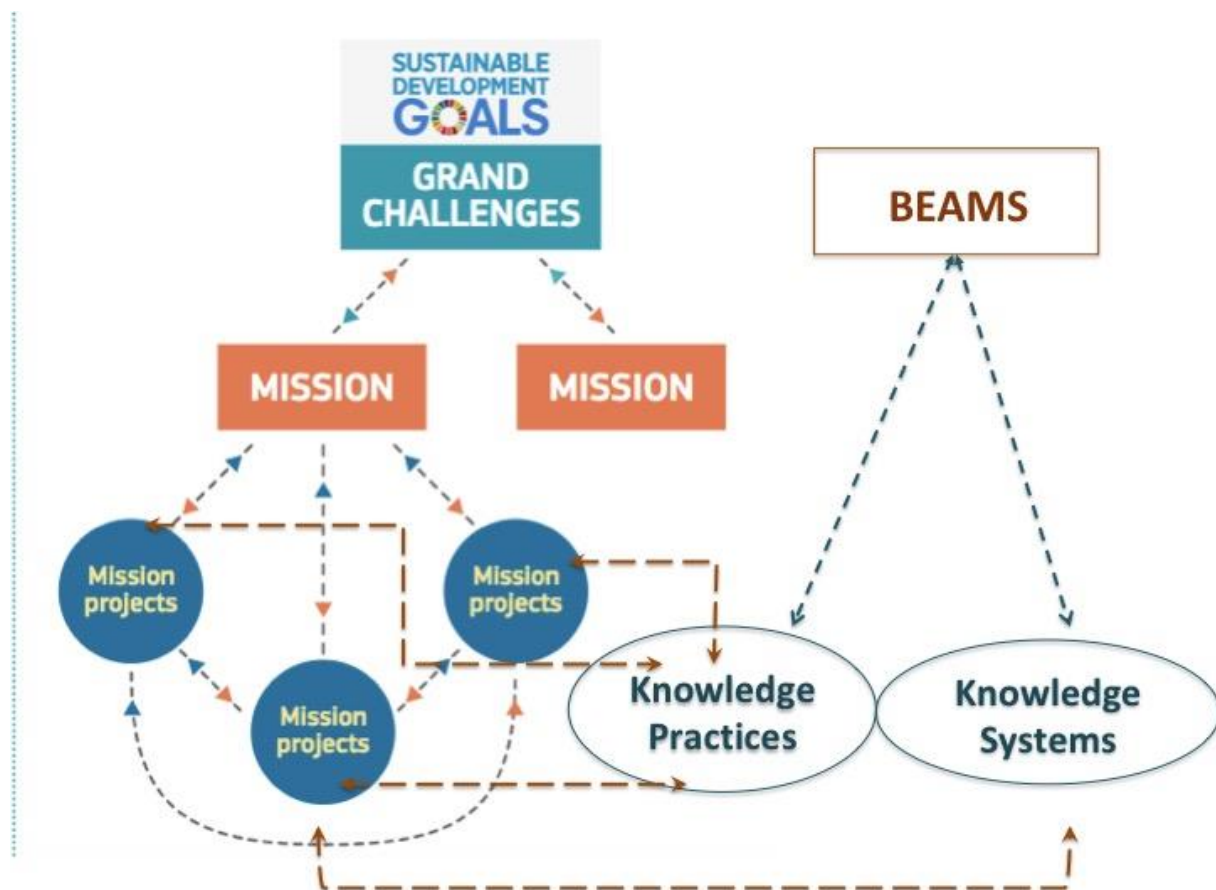 SUSTAINABLE
DEVELOPMENT
GOALS
GRAND
CHALLENGES
BEAMS
MISSION
MISSION
Mission
projects
Mission
projects
Mission
projects
Knowledge
Practices
Knowledge
Systems